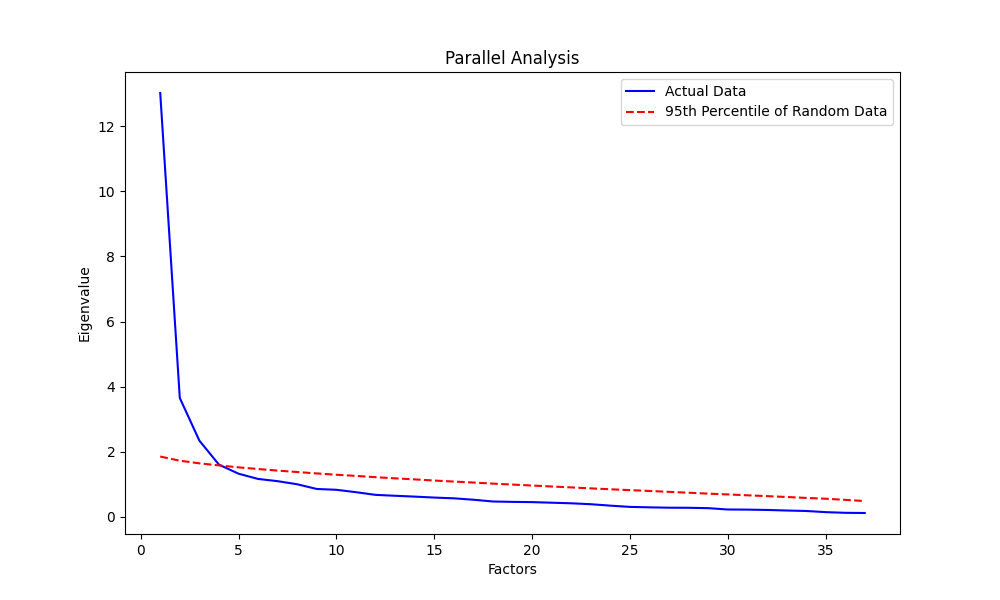 Parallel Analysis
Actual Data
95th Percentile of Random Data
Eigenvalue
12
10
8
6
4
2
0
0 5 10 15 20 25 30 35
Factors